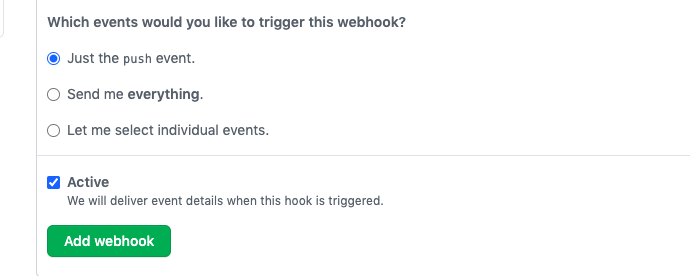 Which events would you like to trigger this webhook?
Just the push event.
Send me everything.
Let me select individual events.
Active
We will deliver event details when this hook is triggered.
Add webhook